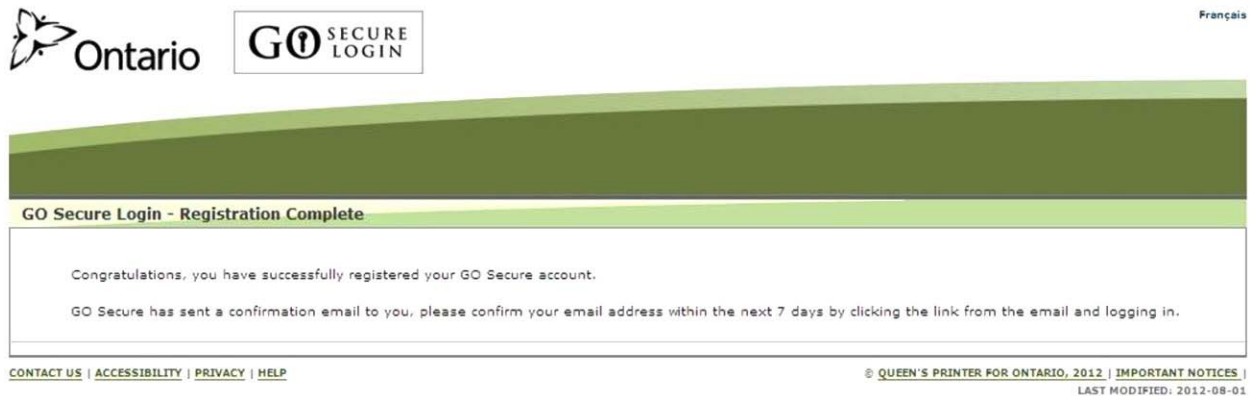 Français
Ontario
GO SECURE
LOGIN
GO Secure Login - Registration Complete
Congratulations, you have successfully registered your GO Secure account.
GO Secure has sent a confirmation email to you, please confirm your email address within the next 7 days by clicking the link from the email and logging in.
CONTACT US | ACCESSIBILITY | PRIVACY | HELP
© QUEEN'S PRINTER FOR ONTARIO, 2012 | IMPORTANT NOTICES |
LAST MODIFIED: 2012-08-01